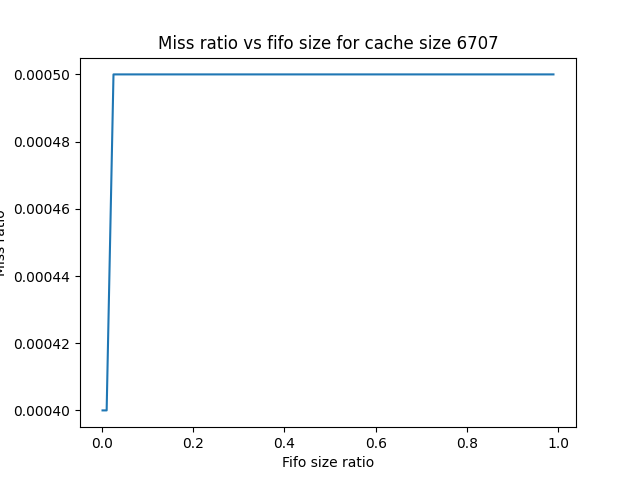 Miss ratio vs fifo size for cache size 6707
0.00050
0.00048
0.00046
0.00044
0.00042
0.00040
Miss ratio
0.0 0.2 0.4 0.6 0.8 1.0
Fifo size ratio